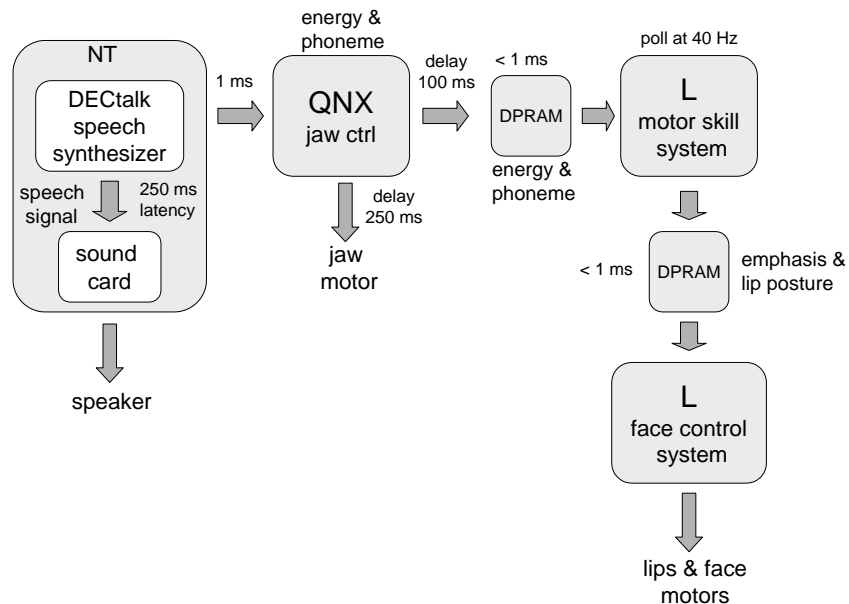 NT
DECtalk
speech
synthesizer
speech
signal
250 ms
latency
sound
card
speaker
1 ms
energy &
phoneme
QNX
jaw ctrl
delay
250 ms
jaw
motor
delay
100 ms
< 1 ms
DPRAM
energy &
phoneme
poll at 40 Hz
L
motor skill
system
< 1 ms
DPRAM
emphasis &
lip posture
L
face control
system
lips & face
motors